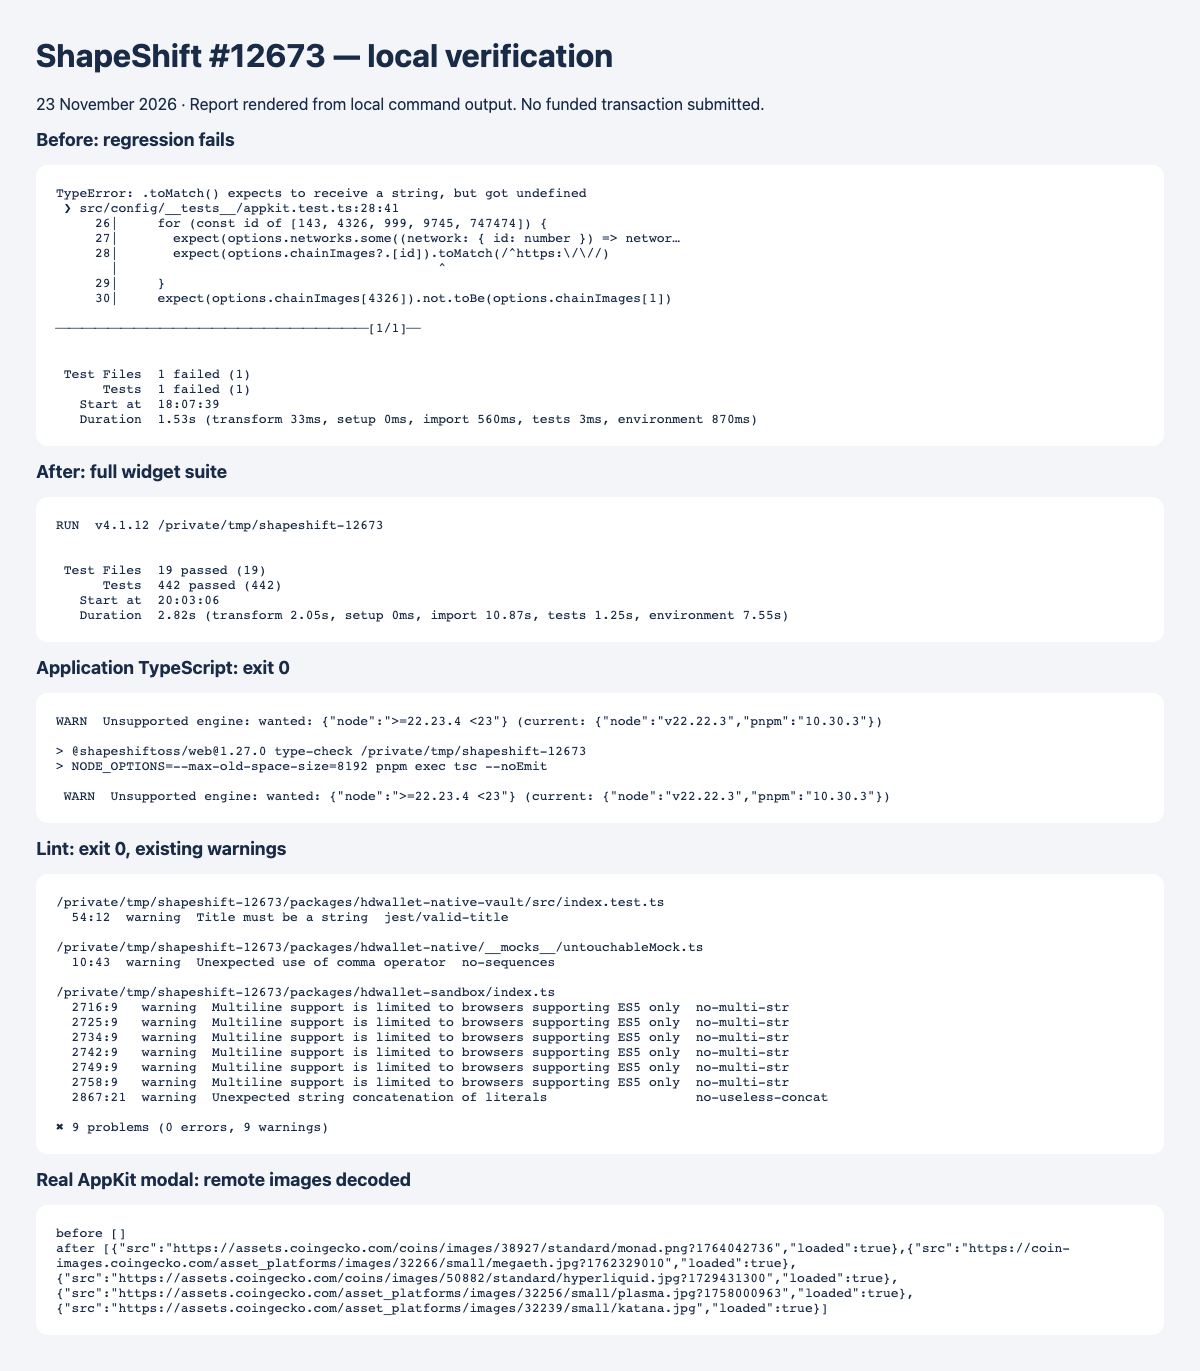 ShapeShift #12673 — local verification
23 November 2026 · Report rendered from local command output. No funded transaction submitted.
Before: regression fails
TypeError: .toMatch() expects to receive a string, but got undefined
❯ src/config/__tests__/appkit.test.ts:28:41
26|     for (const id of [143, 4326, 999, 9745, 747474]) {
27|       expect(options.networks.some((network: { id: number }) => networ…
28|       expect(options.chainImages?.[id]).toMatch(/^https:\/\//)
|                                         ^
29|     }
30|     expect(options.chainImages[4326]).not.toBe(options.chainImages[1])
⎯⎯⎯⎯⎯⎯⎯⎯⎯⎯⎯⎯⎯⎯⎯⎯⎯⎯⎯⎯⎯⎯⎯⎯[1/1]⎯
Test Files  1 failed (1)
Tests  1 failed (1)
Start at  18:07:39
Duration  1.53s (transform 33ms, setup 0ms, import 560ms, tests 3ms, environment 870ms)
After: full widget suite
RUN  v4.1.12 /private/tmp/shapeshift-12673
Test Files  19 passed (19)
Tests  442 passed (442)
Start at  20:03:06
Duration  2.82s (transform 2.05s, setup 0ms, import 10.87s, tests 1.25s, environment 7.55s)
Application TypeScript: exit 0
WARN  Unsupported engine: wanted: {"node":">=22.23.4 <23"} (current: {"node":"v22.22.3","pnpm":"10.30.3"})
> @shapeshiftoss/web@1.27.0 type-check /private/tmp/shapeshift-12673
> NODE_OPTIONS=--max-old-space-size=8192 pnpm exec tsc --noEmit
WARN  Unsupported engine: wanted: {"node":">=22.23.4 <23"} (current: {"node":"v22.22.3","pnpm":"10.30.3"})
Lint: exit 0, existing warnings
/private/tmp/shapeshift-12673/packages/hdwallet-native-vault/src/index.test.ts
54:12  warning  Title must be a string  jest/valid-title
/private/tmp/shapeshift-12673/packages/hdwallet-native/__mocks__/untouchableMock.ts
10:43  warning  Unexpected use of comma operator  no-sequences
/private/tmp/shapeshift-12673/packages/hdwallet-sandbox/index.ts
2716:9   warning  Multiline support is limited to browsers supporting ES5 only  no-multi-str
2725:9   warning  Multiline support is limited to browsers supporting ES5 only  no-multi-str
2734:9   warning  Multiline support is limited to browsers supporting ES5 only  no-multi-str
2742:9   warning  Multiline support is limited to browsers supporting ES5 only  no-multi-str
2749:9   warning  Multiline support is limited to browsers supporting ES5 only  no-multi-str
2758:9   warning  Multiline support is limited to browsers supporting ES5 only  no-multi-str
2867:21  warning  Unexpected string concatenation of literals                   no-useless-concat
✖ 9 problems (0 errors, 9 warnings)
Real AppKit modal: remote images decoded
before []
after [{"src":"https://assets.coingecko.com/coins/images/38927/standard/monad.png?1764042736","loaded":true},{"src":"https://coin-
images.coingecko.com/asset_platforms/images/32266/small/megaeth.jpg?1762329010","loaded":true},
{"src":"https://assets.coingecko.com/coins/images/50882/standard/hyperliquid.jpg?1729431300","loaded":true},
{"src":"https://assets.coingecko.com/asset_platforms/images/32256/small/plasma.jpg?1758000963","loaded":true},
{"src":"https://assets.coingecko.com/asset_platforms/images/32239/small/katana.jpg","loaded":true}]